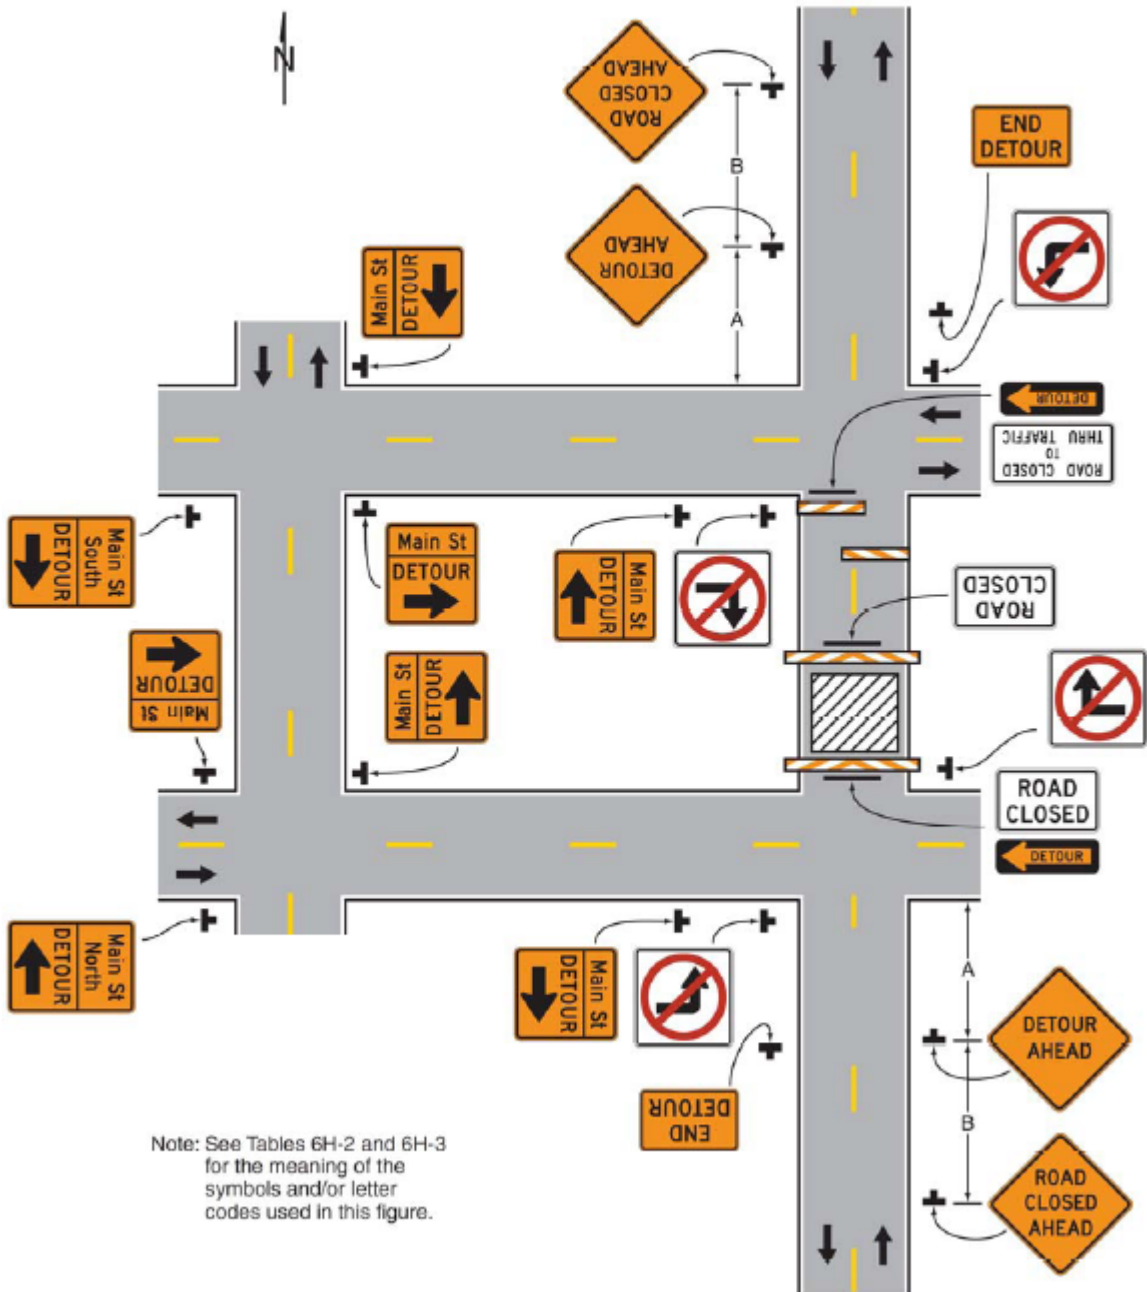 N
ROAD
CLOSED
AHEAD
B
DETOUR
AHEAD
A
END
DETOUR
Main St
DETOUR
DETOUR
ROAD CLOSED
TO
THRU TRAFFIC
Main St
South
DETOUR
Main St
DETOUR
Main St
DETOUR
ROAD
CLOSED
Main St
DETOUR
Main St
DETOUR
ROAD
CLOSED
DETOUR
Main St
North
DETOUR
Main St
DETOUR
A
DETOUR
AHEAD
END
DETOUR
B
ROAD
CLOSED
AHEAD
Note: See Tables 6H-2 and 6H-3
for the meaning of the
symbols and/or letter
codes used in this figure.